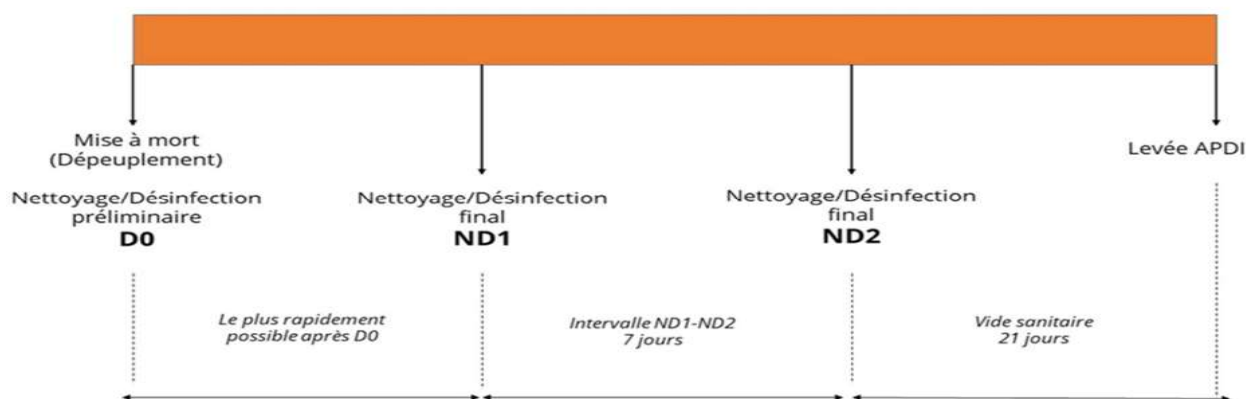 Mise à mort
(Dépeuplement)
Nettoyage/Désinfection
préliminaire
D0
Nettoyage/Désinfection
final
ND1
Nettoyage/Désinfection
final
ND2
Levée APDI
Le plus rapidement
possible après D0
Intervalle ND1-ND2
7 jours
Vide sanitaire
21 jours